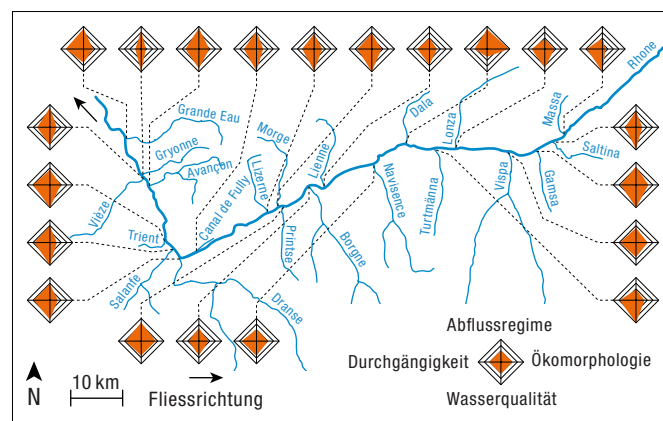 Rhone
Grande Eau
Gryonne
Avançon
Lizerne
Morge
Lienne
Dala
Lonza
Massa
Saltina
Gamsa
Vispa
Turtmänna
Navisence
Borgne
Printse
Canal de Fully
Vièze
Trient
Salanfe
Dranse
Abflussregime
Durchgängigkeit
Ökomorphologie
Wasserqualität
N
10 km
Fliessrichtung